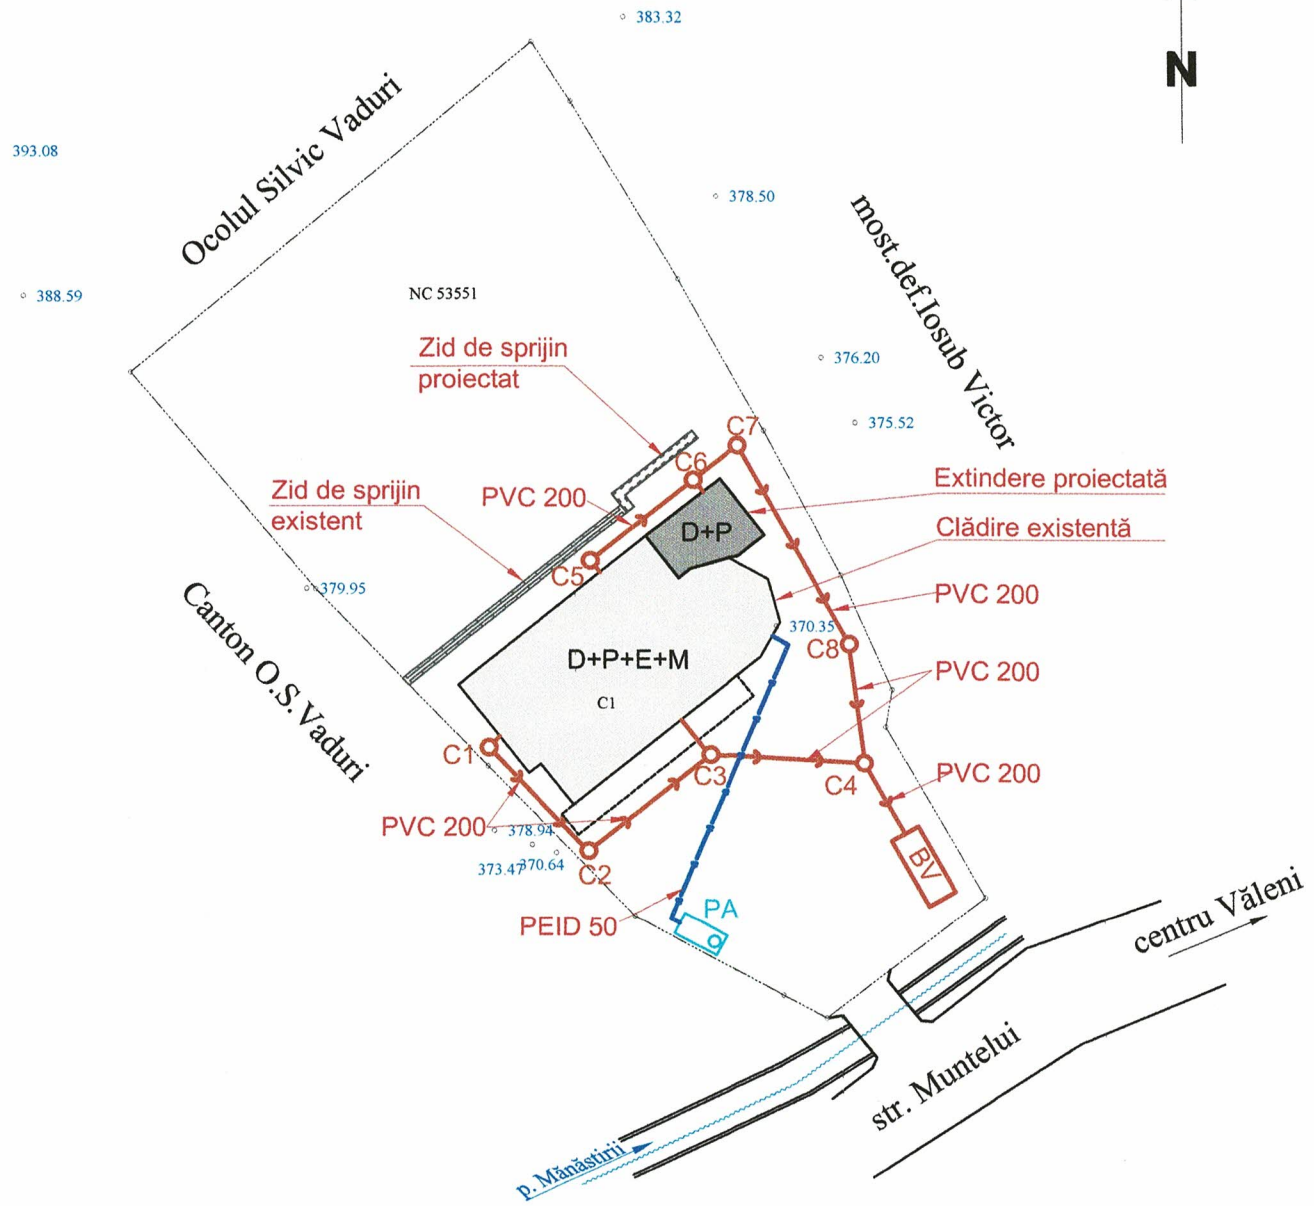 383.32
N
Ocolul Silvic Vaduri
393.08
378.50
most.def.Iosub Victor
388.59
NC 53551
Zid de sprijin
proiectat
376.20
375.52
C7
C6
Extindere proiectată
Zid de sprijin
existent
PVC 200
D+P
Clădire existentă
C5
379.95
PVC 200
Canton O.S.Vaduri
370.35
C8
D+P+E+M
PVC 200
C1
C1
C3
C4
PVC 200
PVC 200
378.94
373.47
370.64
C2
BV
PEID 50
PA
centru Văleni
str. Muntelui
p. Mănăstirii